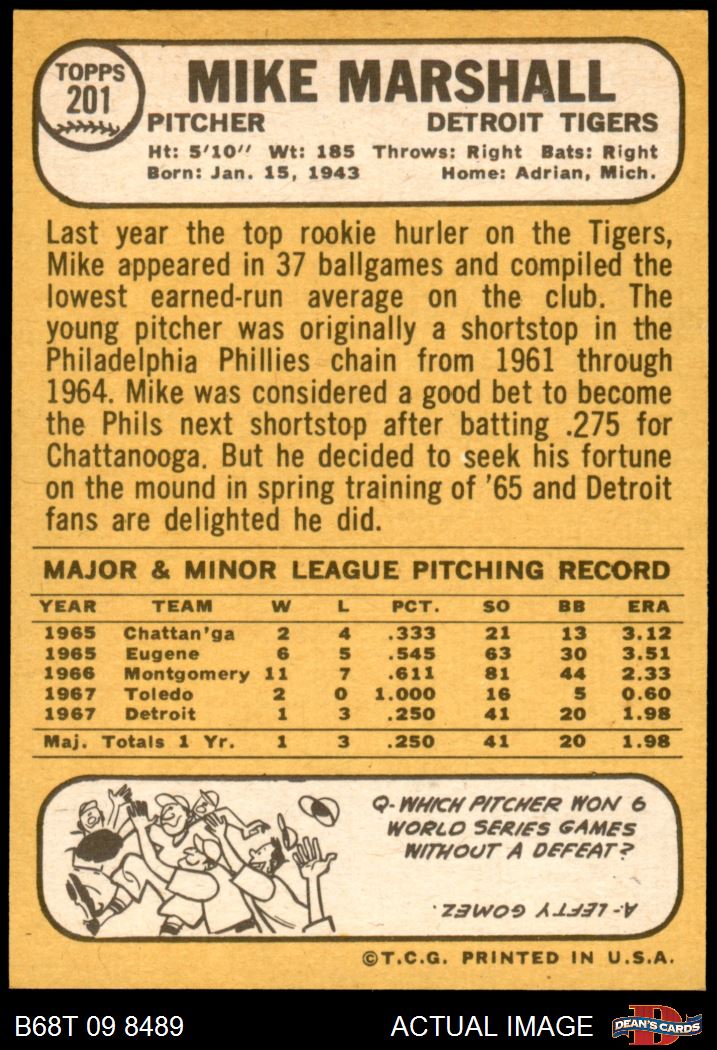 TOPPS
201
MIKE MARSHALL
PITCHER DETROIT TIGERS
Ht: 5'10" Wt: 185 Throws: Right Bats: Right
Born: Jan. 15, 1943 Home: Adrian, Mich.
Last year the top rookie hurler on the Tigers,
Mike appeared in 37 ballgames and compiled the
lowest earned-run average on the club. The
young pitcher was originally a shortstop in the
Philadelphia Phillies chain from 1961 through
1964. Mike was considered a good bet to become
the Phils next shortstop after batting .275 for
Chattanooga. But he decided to seek his fortune
on the mound in spring training of '65 and Detroit
fans are delighted he did.
MAJOR & MINOR LEAGUE PITCHING RECORD
YEAR TEAM W L PCT. SO BB ERA
1965 Chattan'ga 2 4 .333 21 13 3.12
1965 Eugene 6 5 .545 63 30 3.51
1966 Montgomery 11 7 .611 81 44 2.33
1967 Toledo 2 0 1.000 16 5 0.60
1967 Detroit 1 3 .250 41 20 1.98
Maj. Totals 1 Yr. 1 3 .250 41 20 1.98
Q-WHICH PITCHER WON 6
WORLD SERIES GAMES
WITHOUT A DEFEAT?
A-LEFTY GOMEZ.
©T.C.G. PRINTED IN U.S.A.
B68T 09 8489 ACTUAL IMAGE
D
DEAN'S CARDS